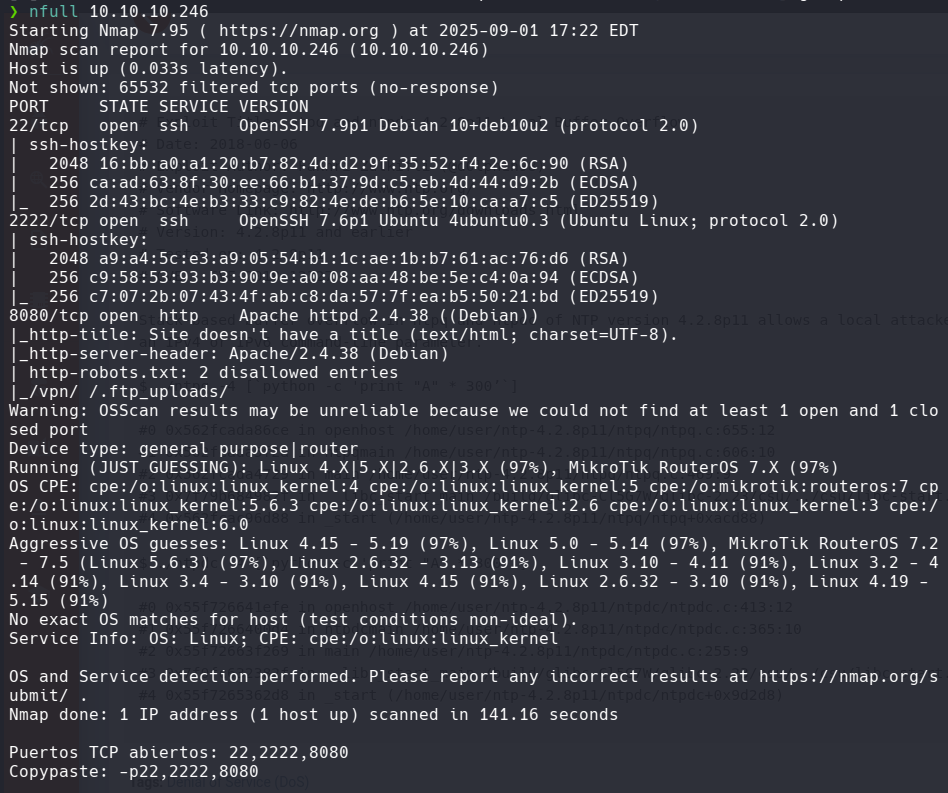 ❯ nfull 10.10.10.246
Starting Nmap 7.95 ( https://nmap.org ) at 2025-09-01 17:22 EDT
Nmap scan report for 10.10.10.246 (10.10.10.246)
Host is up (0.033s latency).
Not shown: 65532 filtered tcp ports (no-response)
PORT     STATE SERVICE VERSION
22/tcp   open  ssh     OpenSSH 7.9p1 Debian 10+deb10u2 (protocol 2.0)
| ssh-hostkey:
|   2048 16:bb:a0:a1:20:b7:82:4d:d2:9f:35:52:f4:2e:6c:90 (RSA)
|   256 ca:ad:63:8f:30:ee:66:b1:37:9d:c5:eb:4d:44:d9:2b (ECDSA)
|_  256 2d:43:bc:4e:b3:33:c9:82:4e:de:b6:5e:10:ca:a7:c5 (ED25519)
2222/tcp open  ssh     OpenSSH 7.6p1 Ubuntu 4ubuntu0.3 (Ubuntu Linux; protocol 2.0)
| ssh-hostkey:
|   2048 a9:a4:5c:e3:a9:05:54:b1:1c:ae:1b:b7:61:ac:76:d6 (RSA)
|   256 c9:58:53:93:b3:90:9e:a0:08:aa:48:be:5e:c4:0a:94 (ECDSA)
|_  256 c7:07:2b:07:43:4f:ab:c8:da:57:7f:ea:b5:50:21:bd (ED25519)
8080/tcp open  http    Apache httpd 2.4.38 ((Debian))
|_http-title: Site doesn't have a title (text/html; charset=UTF-8).
|_http-server-header: Apache/2.4.38 (Debian)
| http-robots.txt: 2 disallowed entries
|_/vpn/ /.ftp_uploads/
Warning: OSScan results may be unreliable because we could not find at least 1 open and 1 clo
sed port
Device type: general purpose|router
Running (JUST GUESSING): Linux 4.X|5.X|2.6.X|3.X (97%), MikroTik RouterOS 7.X (97%)
OS CPE: cpe:/o:linux:linux_kernel:4 cpe:/o:linux:linux_kernel:5 cpe:/o:mikrotik:routeros:7 cp
e:/o:linux:linux_kernel:5.6.3 cpe:/o:linux:linux_kernel:2.6 cpe:/o:linux:linux_kernel:3 cpe:/
o:linux:linux_kernel:6.0
Aggressive OS guesses: Linux 4.15 - 5.19 (97%), Linux 5.0 - 5.14 (97%), MikroTik RouterOS 7.2
 - 7.5 (Linux 5.6.3) (97%), Linux 2.6.32 - 3.13 (91%), Linux 3.10 - 4.11 (91%), Linux 3.2 - 4
.14 (91%), Linux 3.4 - 3.10 (91%), Linux 4.15 (91%), Linux 2.6.32 - 3.10 (91%), Linux 4.19 -
5.15 (91%)
No exact OS matches for host (test conditions non-ideal).
Service Info: OS: Linux; CPE: cpe:/o:linux:linux_kernel

OS and Service detection performed. Please report any incorrect results at https://nmap.org/s
ubmit/ .
Nmap done: 1 IP address (1 host up) scanned in 141.16 seconds

Puertos TCP abiertos: 22,2222,8080
Copypaste: -p22,2222,8080